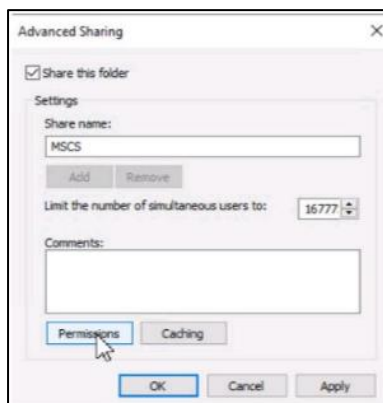 Advanced Sharing
Share this folder
Settings
Share name:
MSCS
Add Remove
Limit the number of simultaneous users to: 16777
Comments:
Permissions Caching
OK Cancel Apply